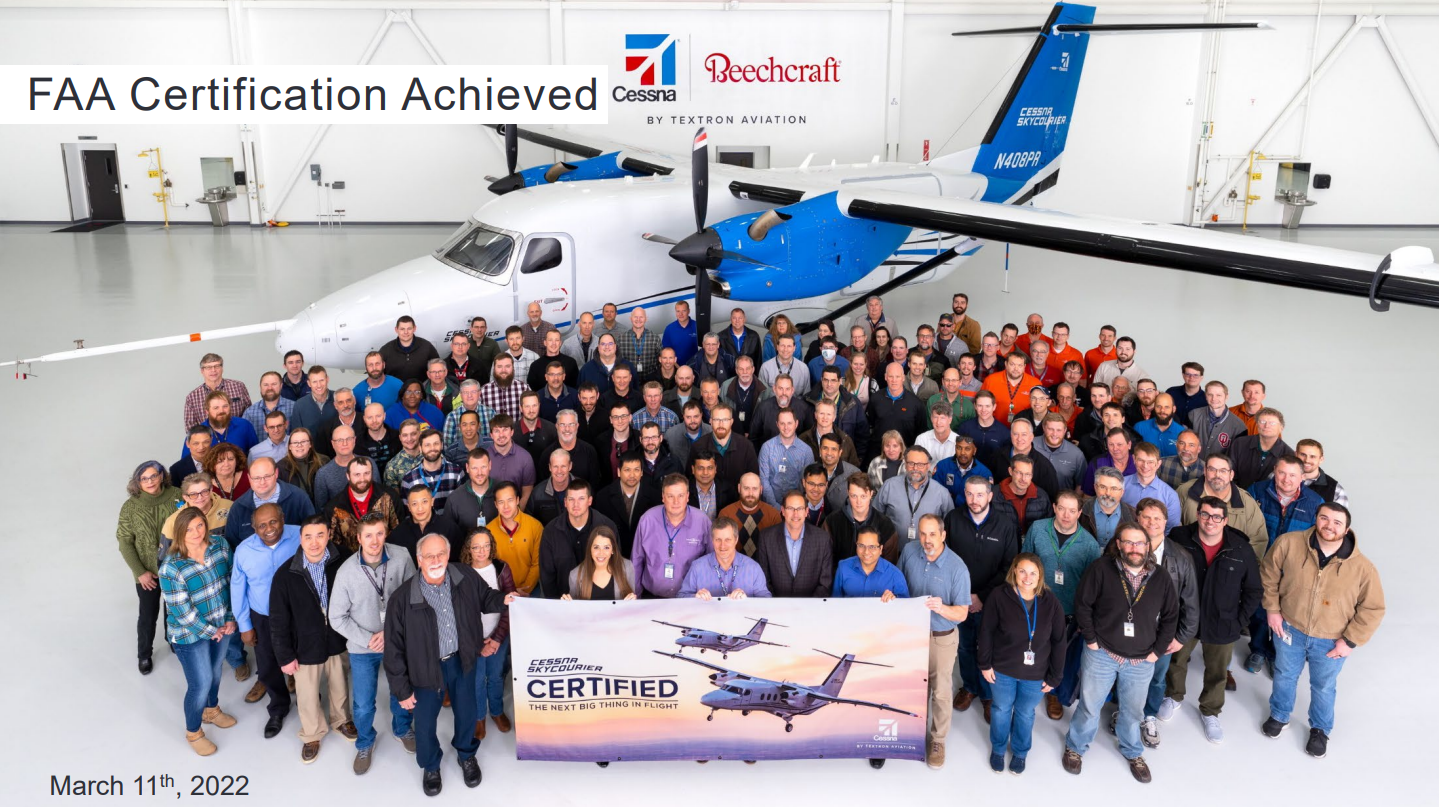 FAA Certification Achieved
Cessna
Beechcraft
BY TEXTRON AVIATION
CESSNA
SKYCOURIER
N408PR
CESSNA
CESSNA
SKYCOURIER
CERTIFIED
THE NEXT BIG THING IN FLIGHT
Cessna
BY TEXTRON AVIATION
March 11th, 2022